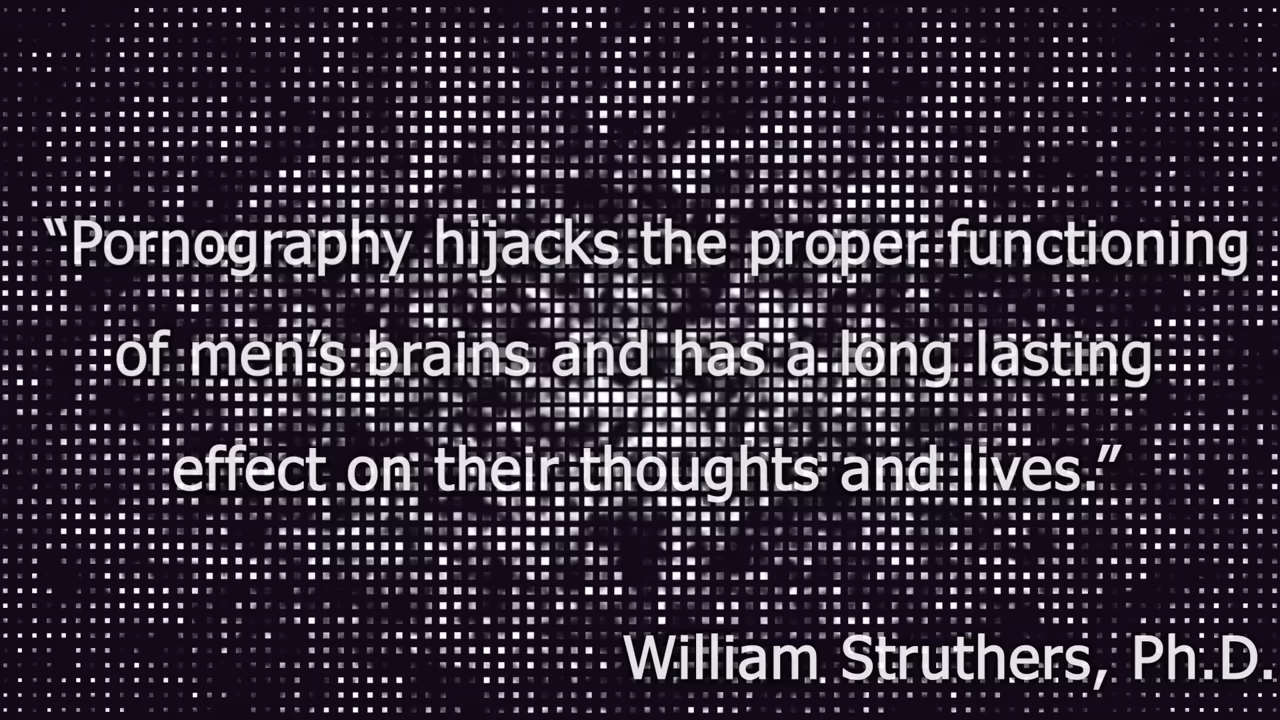 “Pornography hijacks the proper functioning
of men’s brains and has a long lasting
effect on their thoughts and lives.”
William Struthers, Ph.D.